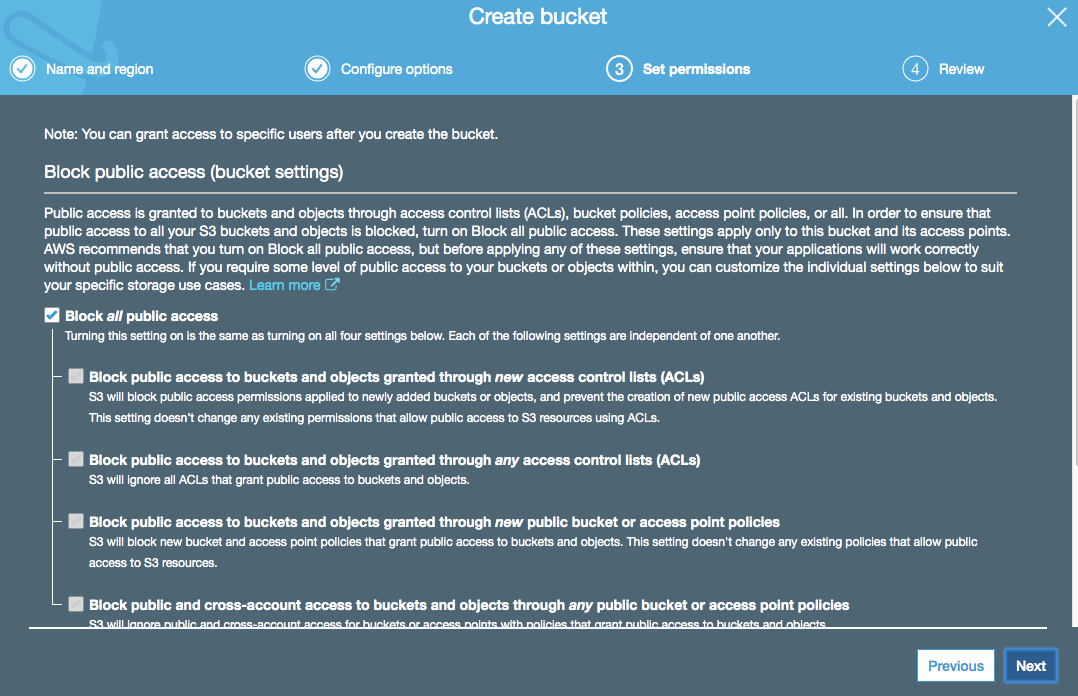 Create bucket
Name and region
Configure options
3 Set permissions
4 Review
Note: You can grant access to specific users after you create the bucket.
Block public access (bucket settings)
Public access is granted to buckets and objects through access control lists (ACLs), bucket policies, access point policies, or all. In order to ensure that
public access to all your S3 buckets and objects is blocked, turn on Block all public access. These settings apply only to this bucket and its access points.
AWS recommends that you turn on Block all public access, but before applying any of these settings, ensure that your applications will work correctly
without public access. If you require some level of public access to your buckets or objects within, you can customize the individual settings below to suit
your specific storage use cases. Learn more
Block all public access
Turning this setting on is the same as turning on all four settings below. Each of the following settings are independent of one another.
Block public access to buckets and objects granted through new access control lists (ACLs)
S3 will block public access permissions applied to newly added buckets or objects, and prevent the creation of new public access ACLs for existing buckets and objects.
This setting doesn't change any existing permissions that allow public access to S3 resources using ACLs.
Block public access to buckets and objects granted through any access control lists (ACLs)
S3 will ignore all ACLs that grant public access to buckets and objects.
Block public access to buckets and objects granted through new public bucket or access point policies
S3 will block new bucket and access point policies that grant public access to buckets and objects. This setting doesn't change any existing policies that allow public
access to S3 resources.
Block public and cross-account access to buckets and objects through any public bucket or access point policies
S3 will ignore public and cross-account access for buckets or access points with policies that grant public access to buckets and objects.
Previous
Next